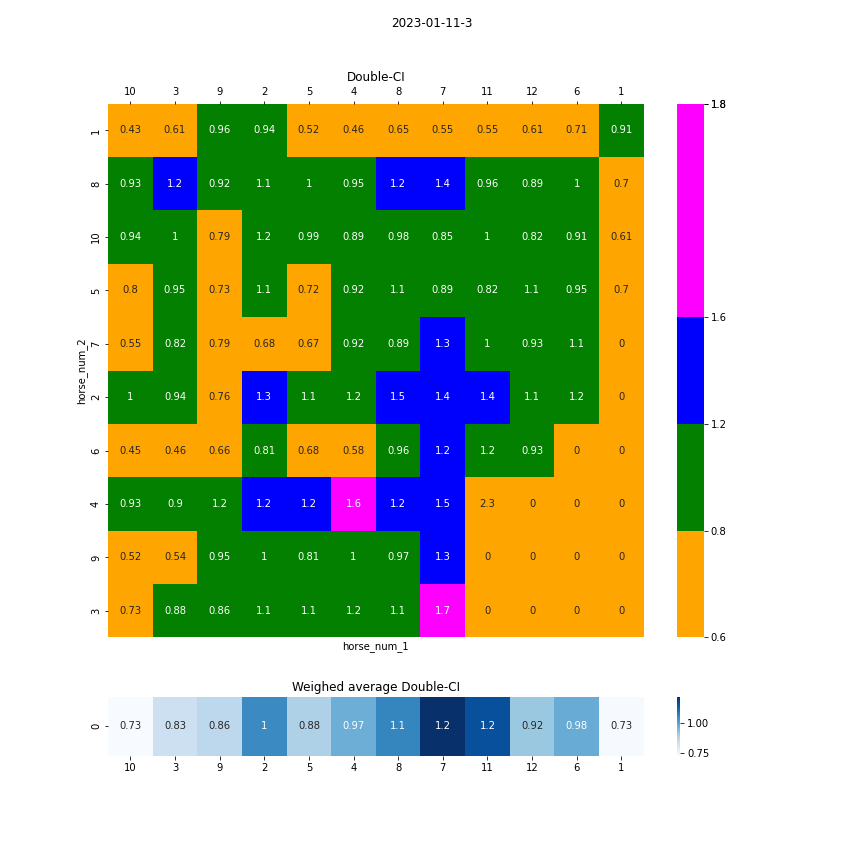 2023-01-11-3
Double-CI
10 3 9 2 5 4 8 7 11 12 6 1
1 0.43 0.61 0.96 0.94 0.52 0.46 0.65 0.55 0.55 0.61 0.71 0.91
8 0.93 1.2 0.92 1.1 1 0.95 1.2 1.4 0.96 0.89 1 0.7
10 0.94 1 0.79 1.2 0.99 0.89 0.98 0.85 1 0.82 0.91 0.61
5 0.8 0.95 0.73 1.1 0.72 0.92 1.1 0.89 0.82 1.1 0.95 0.7
7 0.55 0.82 0.79 0.68 0.67 0.92 0.89 1.3 1 0.93 1.1 0
2 1 0.94 0.76 1.3 1.1 1.2 1.5 1.4 1.4 1.1 1.2 0
6 0.45 0.46 0.66 0.81 0.68 0.58 0.96 1.2 1.2 0.93 0 0
4 0.93 0.9 1.2 1.2 1.2 1.6 1.2 1.5 2.3 0 0 0
9 0.52 0.54 0.95 1 0.81 1 0.97 1.3 0 0 0 0
3 0.73 0.88 0.86 1.1 1.1 1.2 1.1 1.7 0 0 0 0
horse_num_2
horse_num_1
1.8
1.6
1.2
0.8
0.6
Weighed average Double-CI
0 0.73 0.83 0.86 1 0.88 0.97 1.1 1.2 1.2 0.92 0.98 0.73
10 3 9 2 5 4 8 7 11 12 6 1
1.00
0.75